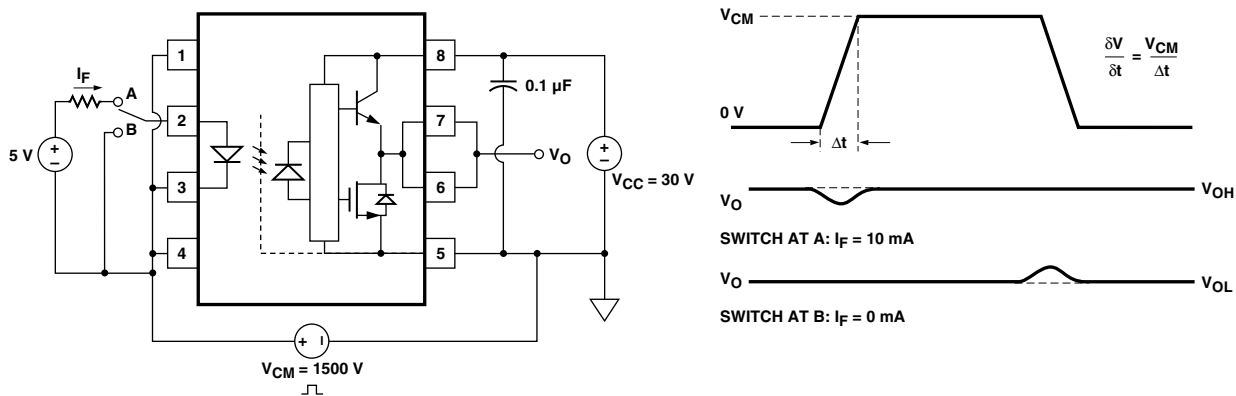 I_F
A
B
5 V
+
–
1
2
3
4
8
7
6
5
0.1 µF
V_O
+
–
V_CC = 30 V
+ –
V_CM = 1500 V
V_CM
0 V
Δt
δV/δt = V_CM/Δt
V_O
V_OH
SWITCH AT A: I_F = 10 mA
V_O
V_OL
SWITCH AT B: I_F = 0 mA